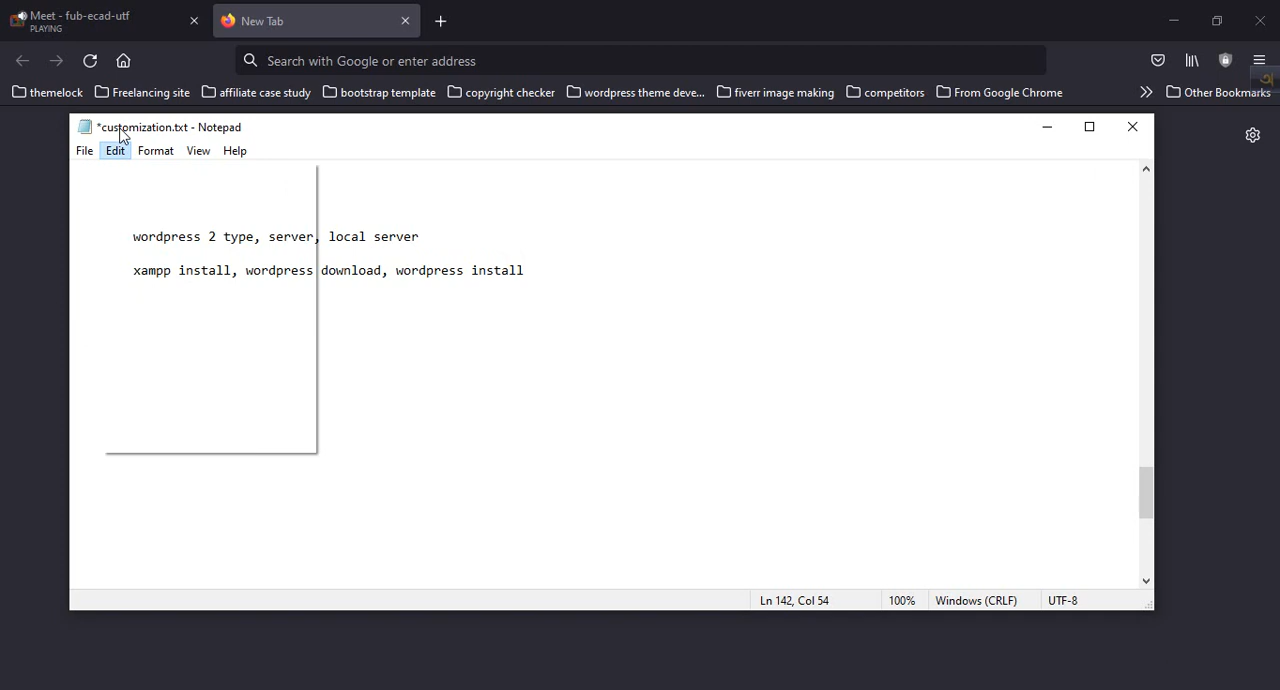 Meet - fub-ecad-utf
PLAYING
New Tab
Search with Google or enter address
themelock
Freelancing site
affiliate case study
bootstrap template
copyright checker
wordpress theme deve...
fiverr image making
competitors
From Google Chrome
Other Bookmarks
*customization.txt - Notepad
File Edit Format View Help
wordpress 2 type, server, local server
xampp install, wordpress download, wordpress install
Ln 142, Col 54
100%
Windows (CRLF)
UTF-8